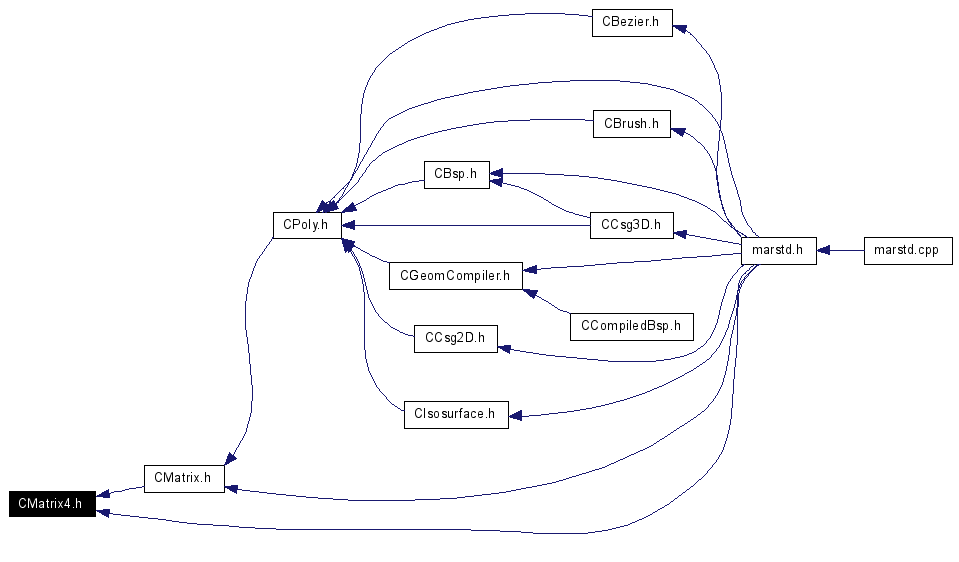 CBezier.h
CBrush.h
CBsp.h
CPoly.h
CCsg3D.h
marstd.h
marstd.cpp
CGeomCompiler.h
CCompiledBsp.h
CCsg2D.h
CIsosurface.h
CMatrix.h
CMatrix4.h